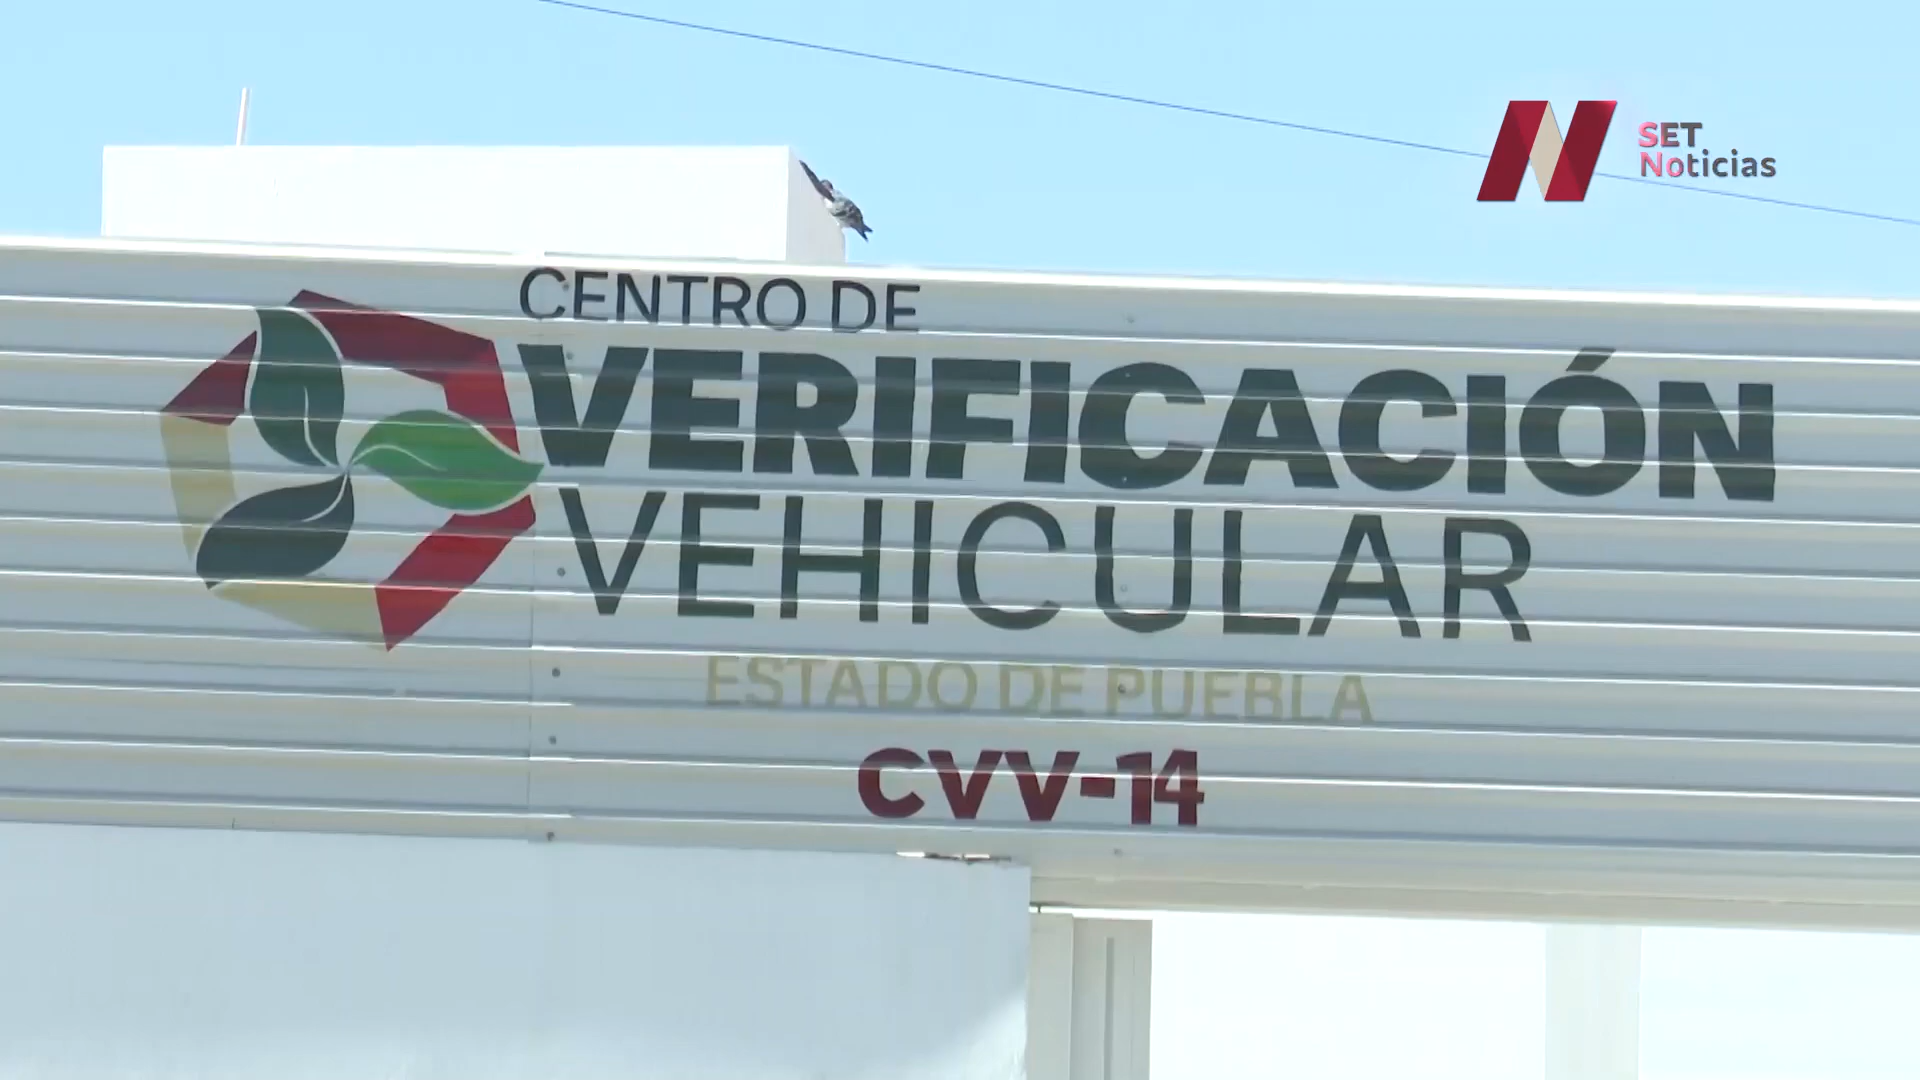 SET
Noticias
CENTRO DE
VERIFICACIÓN
VEHICULAR
ESTADO DE PUEBLA
CVV-14